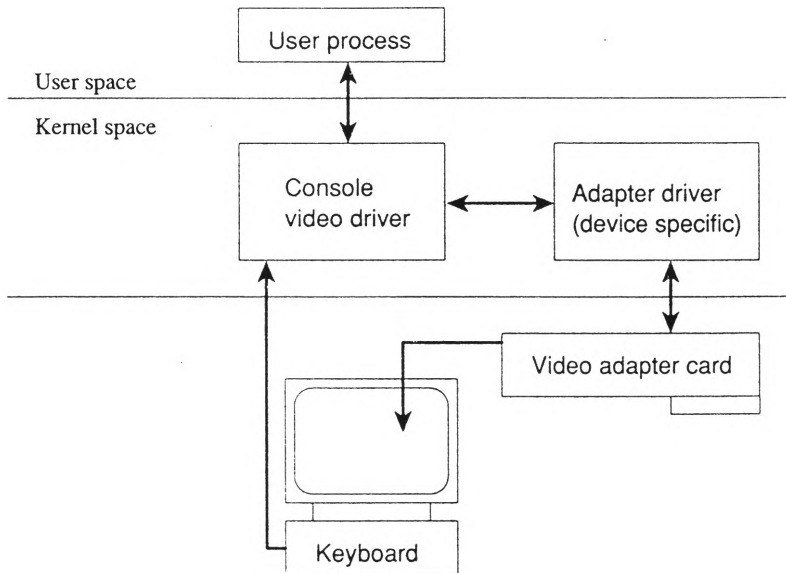 User process
User space
Kernel space
Console
video driver
Adapter driver
(device specific)
Video adapter card
Keyboard